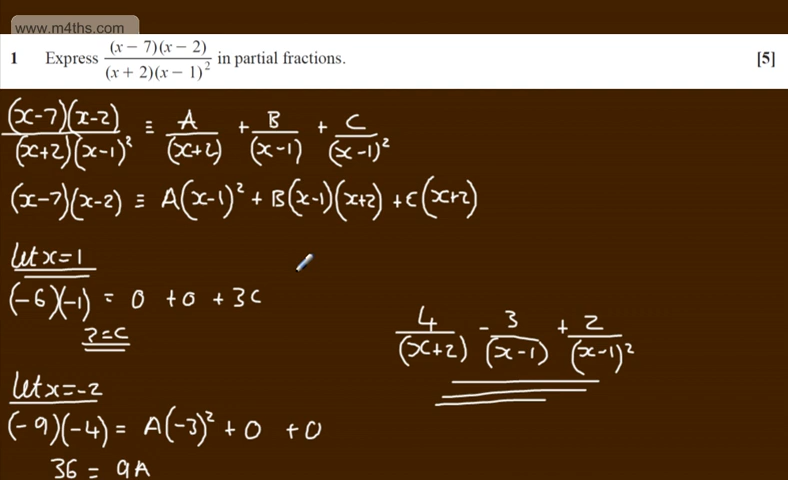 www.m4ths.com
1 Express (x − 7)(x − 2) / (x + 2)(x − 1)² in partial fractions. [5]
(x-7)(x-2) / (x+2)(x-1)² ≡ A / (x+2) + B / (x-1) + C / (x-1)²
(x-7)(x-2) ≡ A(x-1)² + B(x-1)(x+2) + C(x+2)
let x=1
(-6)(-1) = 0 + 0 + 3C
2=C
4 / (x+2) - 3 / (x-1) + 2 / (x-1)²
let x=-2
(-9)(-4) = A(-3)² + 0 + 0
36 = 9A